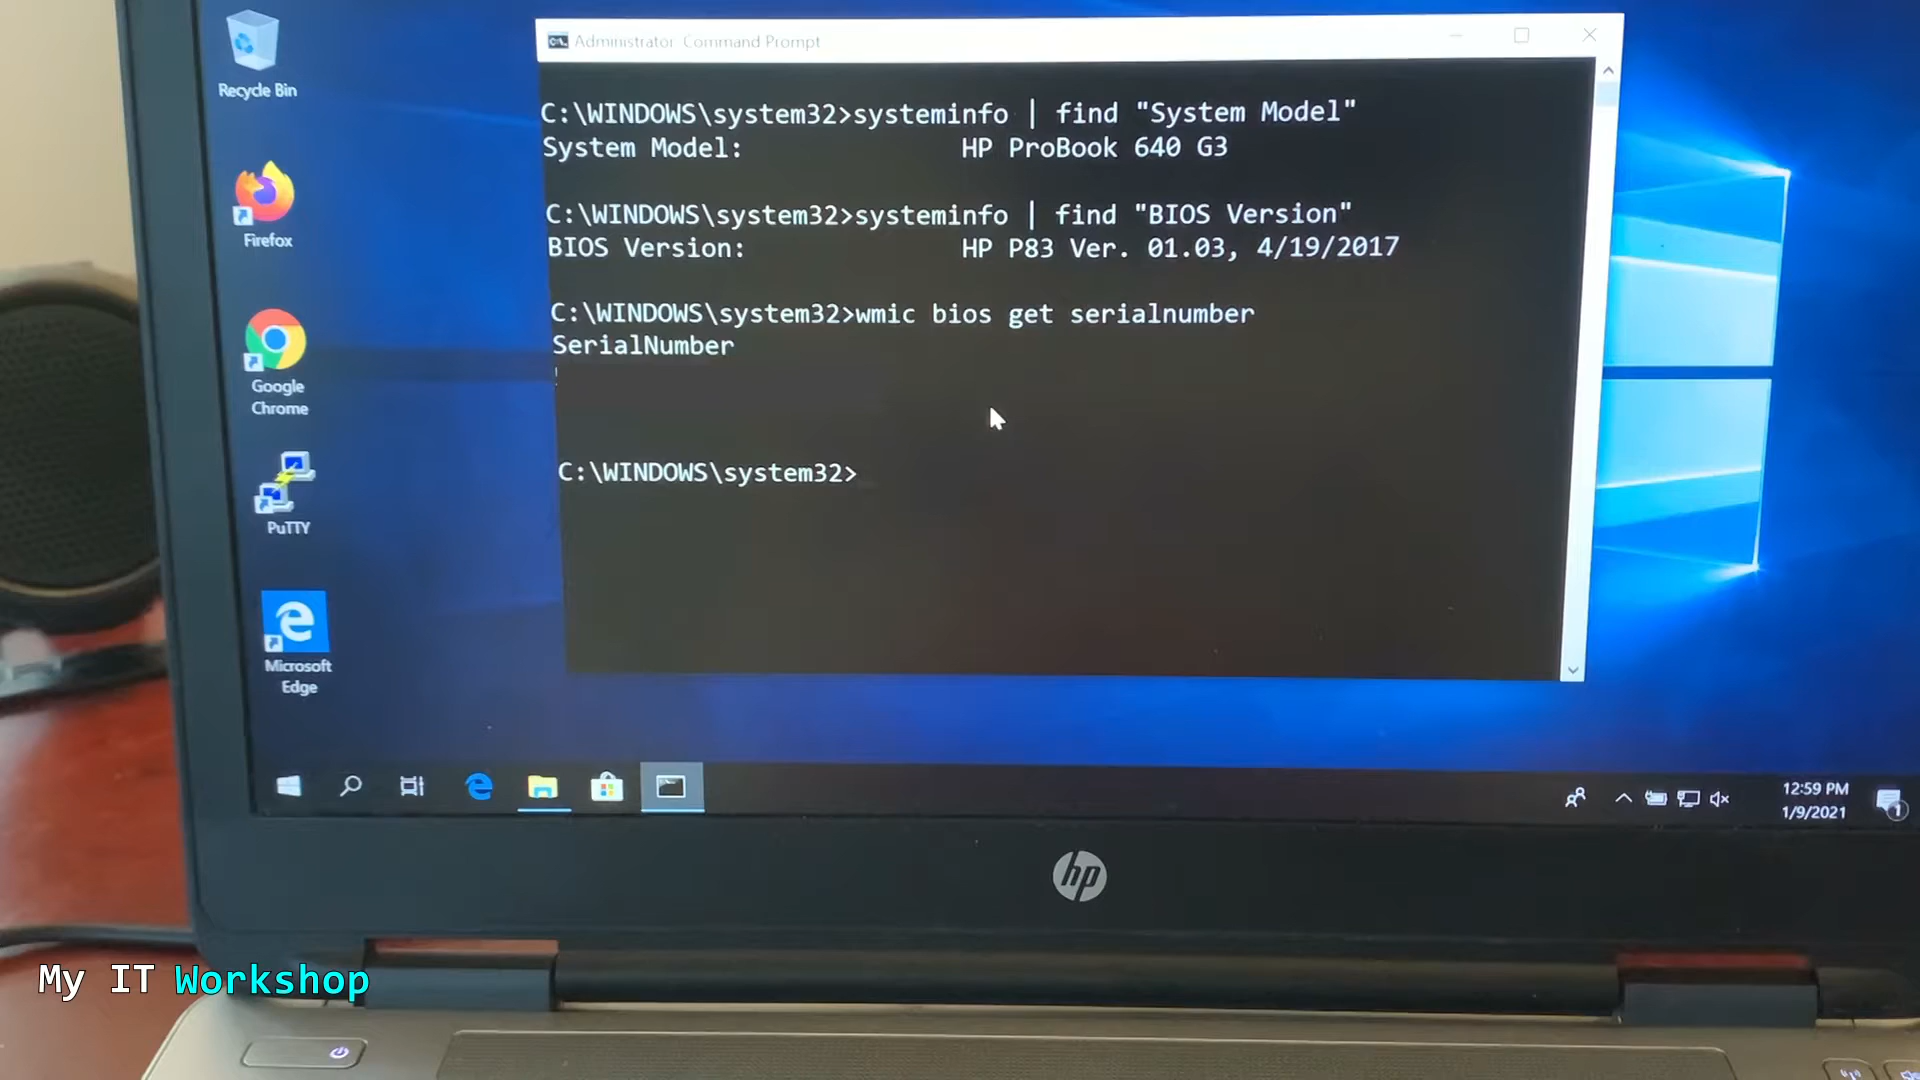 Recycle Bin
Firefox
Google
Chrome
PuTTY
Microsoft
Edge
Administrator: Command Prompt
C:\WINDOWS\system32>systeminfo | find "System Model"
System Model: HP ProBook 640 G3
C:\WINDOWS\system32>systeminfo | find "BIOS Version"
BIOS Version: HP P83 Ver. 01.03, 4/19/2017
C:\WINDOWS\system32>wmic bios get serialnumber
SerialNumber
C:\WINDOWS\system32>
12:59 PM
1/9/2021
1
hp
My IT Workshop